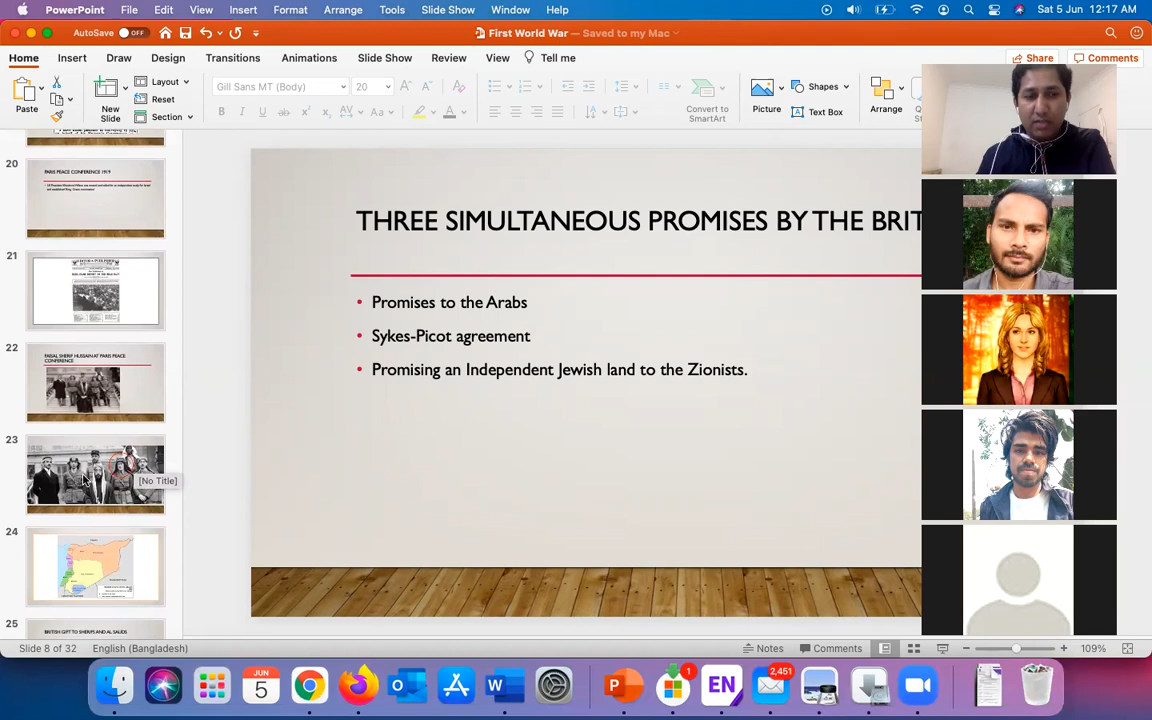 PowerPoint File Edit View Insert Format Arrange Tools Slide Show Window Help Sat 5 Jun 12:17 AM
AutoSave OFF First World War — Saved to my Mac
Home Insert Draw Design Transitions Animations Slide Show Review View Tell me Share Comments
Paste New Slide Layout Reset Section Gill Sans MT (Body) 20 Convert to SmartArt Picture Shapes Text Box Arrange
20
PARIS PEACE CONFERENCE 1919
21
22
FAISAL SHERIF HUSSAIN AT PARIS PEACE
CONFERENCE
23
[No Title]
24
25
BRITISH GIFT TO SHERIFS AND AL SAUDS
THREE SIMULTANEOUS PROMISES BY THE BRIT
• Promises to the Arabs
• Sykes-Picot agreement
• Promising an Independent Jewish land to the Zionists.
Slide 8 of 32 English (Bangladesh) Notes Comments 109%
JUN
5
EN
1
2,451